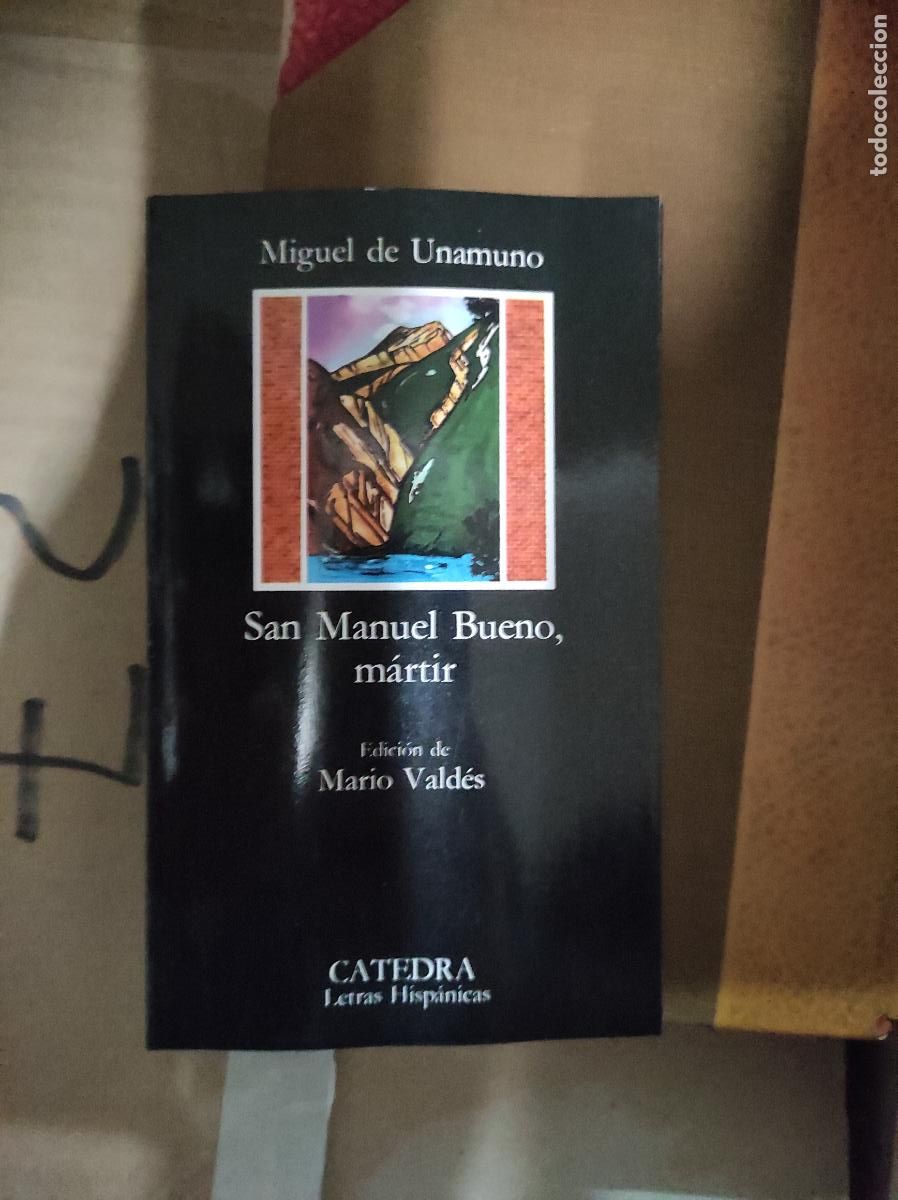 Miguel de Unamuno
San Manuel Bueno,
mártir
Edición de
Mario Valdés
CATEDRA
Letras Hispánicas
todocoleccion